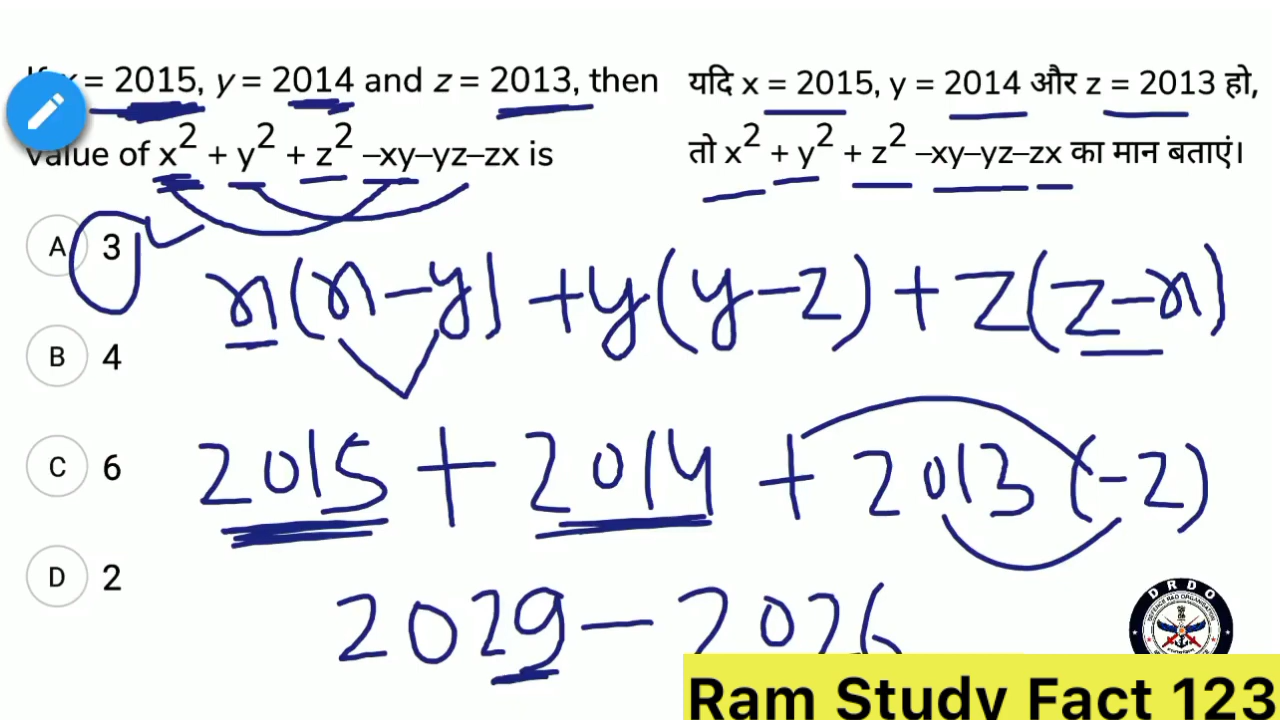 x = 2015, y = 2014 and z = 2013, then
value of x² + y² + z² –xy–yz–zx is
यदि x = 2015, y = 2014 और z = 2013 हो,
तो x² + y² + z² –xy–yz–zx का मान बताएं।
A 3
B 4
C 6
D 2
x(x-y) + y(y-z) + z(z-x)
2015 + 2014 + 2013(-2)
2029 - 2026
DRDO
Ram Study Fact 123